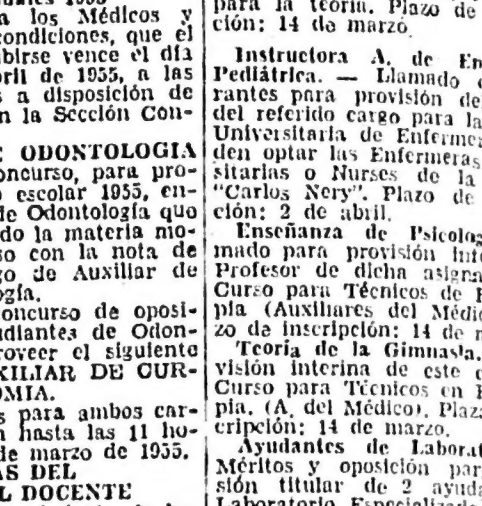 a los Médicos y
condiciones, que el
birse vence el día
bril de 1955, a las
s a disposición de
n la Sección Con-
E ODONTOLOGIA
oncurso, para pro-
o escolar 1955, en-
de Odontología que
do la materia mo-
so con la nota de
go de Auxiliar de
ogía.
oncurso de oposi-
udiantes de Odon-
roveer el siguiente
XILIAR DE CUR-
OMIA.
s para ambos car-
n hasta las 11 ho-
de marzo de 1955.
AS DEL
L DOCENTE
para la teoría. Plazo de
ción: 14 de marzo.
Instructora A. de En
Pediátrica. — Llamado
rantes para provisión de
del referido cargo para la
Universitaria de Enferme
den optar las Enfermeras
sitarias o Nurses de la
"Carlos Nery". Plazo de
ción: 2 de abril.
Enseñanza de Psicolog
mado para provisión int
Profesor de dicha asigna
Curso para Técnicos de
pia (Auxiliares del Médic
zo de inscripción: 14 de m
Teoría de la Gimnasia.
visión interina de este c
Curso para Técnicos en
pia. (A. del Médico). Plaz
cripción: 14 de marzo.
Ayudantes de Laborat
Méritos y oposición par
sión titular de 2 ayuda
Laboratorio Especializad